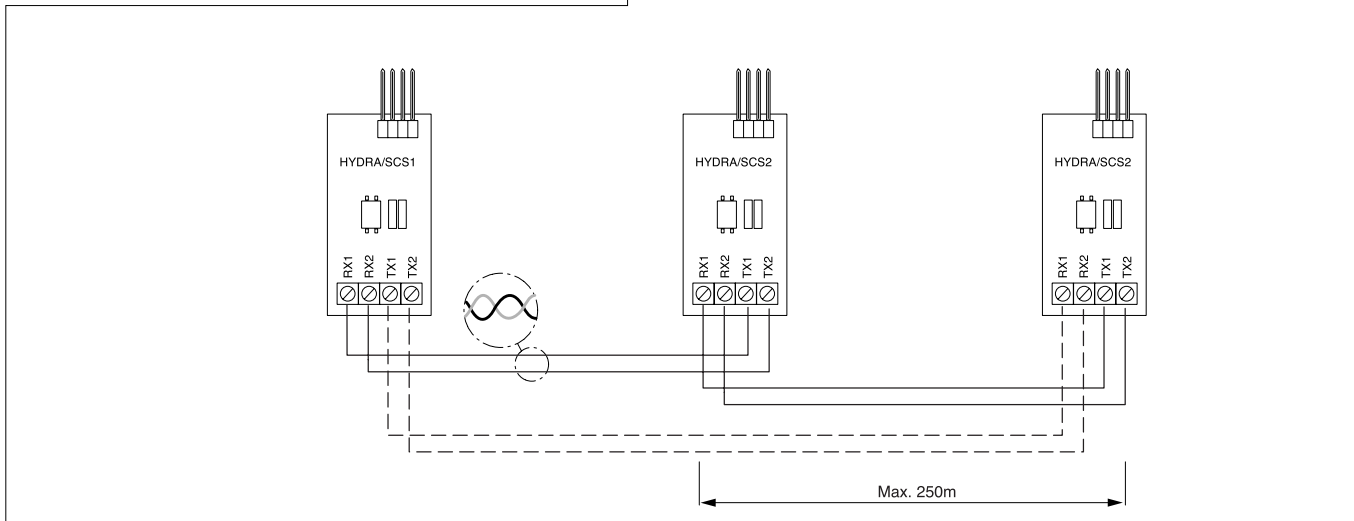 HYDRA/SCS1
RX1
RX2
TX1
TX2
HYDRA/SCS2
RX1
RX2
TX1
TX2
HYDRA/SCS2
RX1
RX2
TX1
TX2
Max. 250m